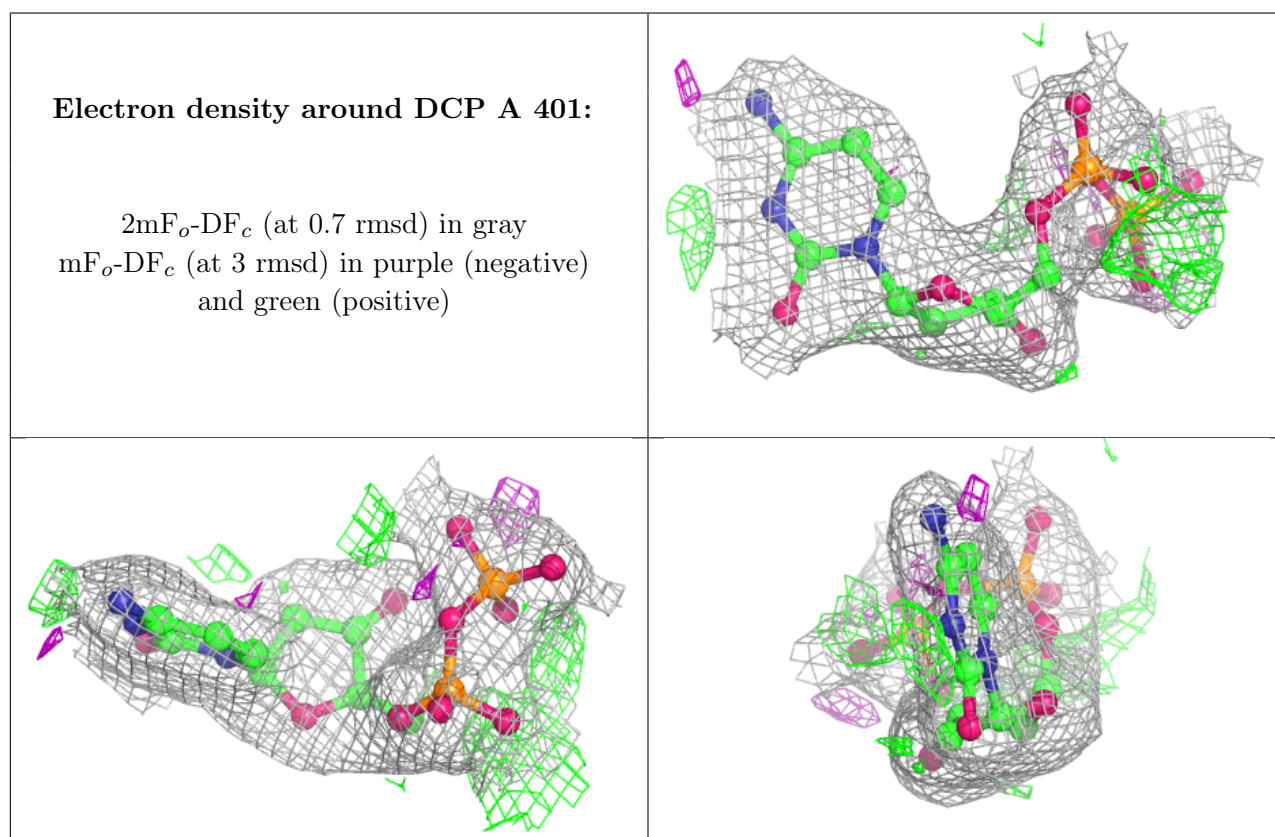 Electron density around DCP A 401:
2mFₒ-DF𝒸 (at 0.7 rmsd) in gray
mFₒ-DF𝒸 (at 3 rmsd) in purple (negative)
and green (positive)